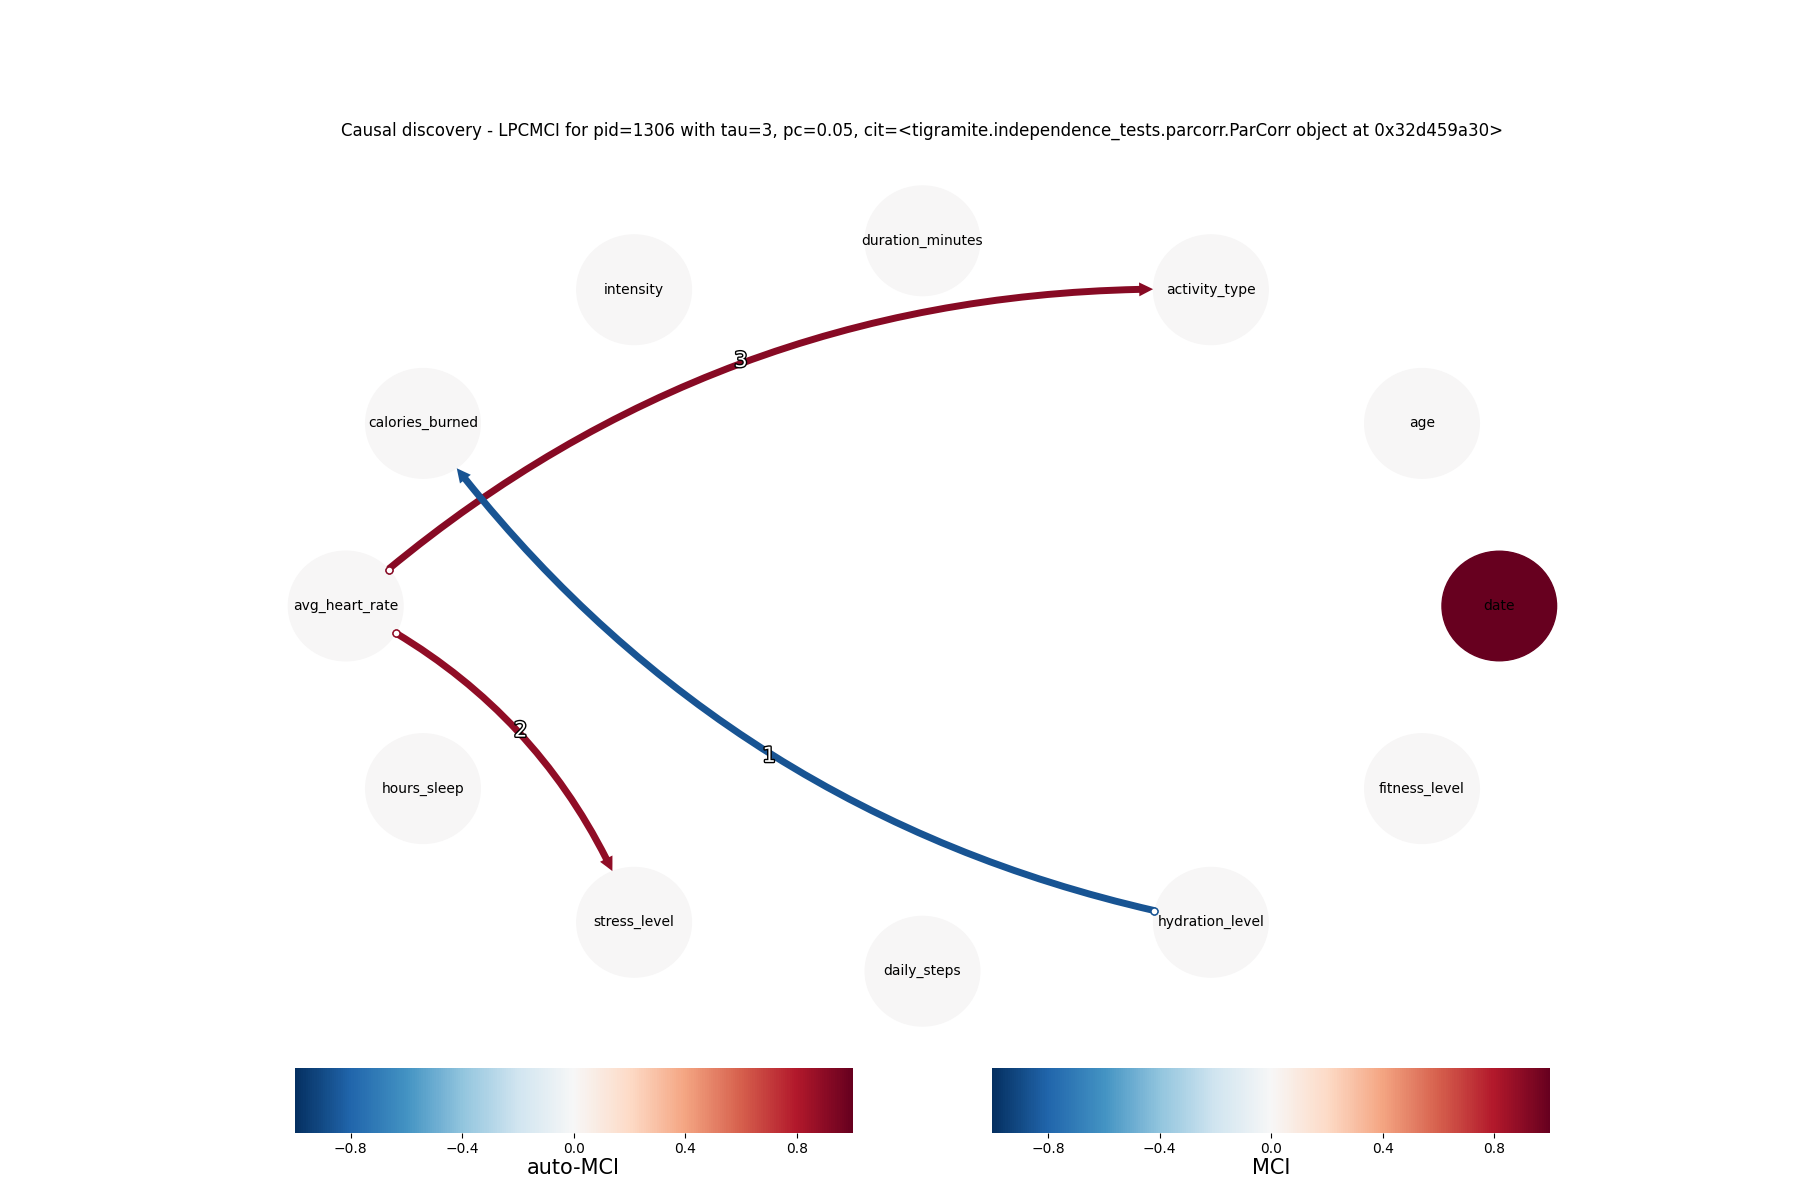 Causal discovery - LPCMCI for pid=1306 with tau=3, pc=0.05, cit=<tigramite.independence_tests.parcorr.ParCorr object at 0x32d459a30>
duration_minutes
intensity
activity_type
3
calories_burned
age
avg_heart_rate
date
2
1
hours_sleep
fitness_level
stress_level
hydration_level
daily_steps
−0.8 −0.4 0.0 0.4 0.8
auto-MCI
−0.8 −0.4 0.0 0.4 0.8
MCI